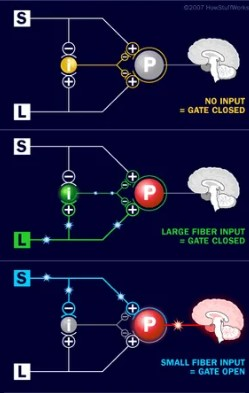 ©2007 HowStuffWorks
S
−
+
i
−
−
P
+
L
NO INPUT
= GATE CLOSED
S
−
+
i
−
−
P
+
L
LARGE FIBER INPUT
= GATE CLOSED
S
−
+
i
−
−
P
+
L
SMALL FIBER INPUT
= GATE OPEN